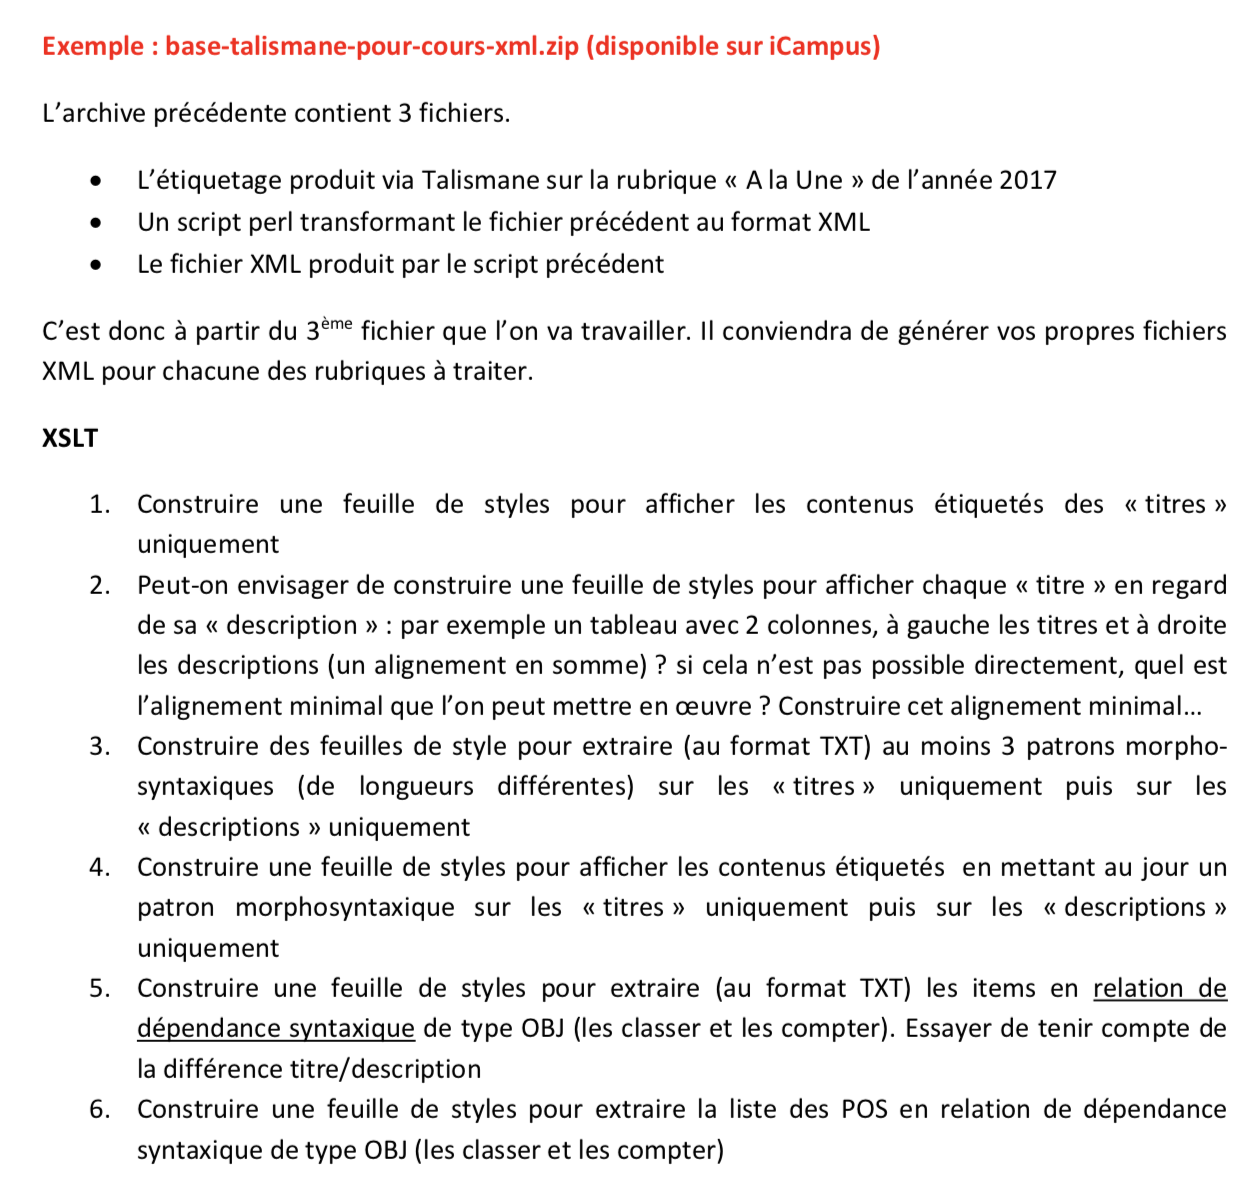 Exemple : base-talismane-pour-cours-xml.zip (disponible sur iCampus)
L’archive précédente contient 3 fichiers.
• L’étiquetage produit via Talismane sur la rubrique « A la Une » de l’année 2017
• Un script perl transformant le fichier précédent au format XML
• Le fichier XML produit par le script précédent
C’est donc à partir du 3ème fichier que l’on va travailler. Il conviendra de générer vos propres fichiers
XML pour chacune des rubriques à traiter.
XSLT
1. Construire une feuille de styles pour afficher les contenus étiquetés des « titres »
uniquement
2. Peut-on envisager de construire une feuille de styles pour afficher chaque « titre » en regard
de sa « description » : par exemple un tableau avec 2 colonnes, à gauche les titres et à droite
les descriptions (un alignement en somme) ? si cela n’est pas possible directement, quel est
l’alignement minimal que l’on peut mettre en œuvre ? Construire cet alignement minimal…
3. Construire des feuilles de style pour extraire (au format TXT) au moins 3 patrons morpho-
syntaxiques (de longueurs différentes) sur les « titres » uniquement puis sur les
« descriptions » uniquement
4. Construire une feuille de styles pour afficher les contenus étiquetés en mettant au jour un
patron morphosyntaxique sur les « titres » uniquement puis sur les « descriptions »
uniquement
5. Construire une feuille de styles pour extraire (au format TXT) les items en relation de
dépendance syntaxique de type OBJ (les classer et les compter). Essayer de tenir compte de
la différence titre/description
6. Construire une feuille de styles pour extraire la liste des POS en relation de dépendance
syntaxique de type OBJ (les classer et les compter)